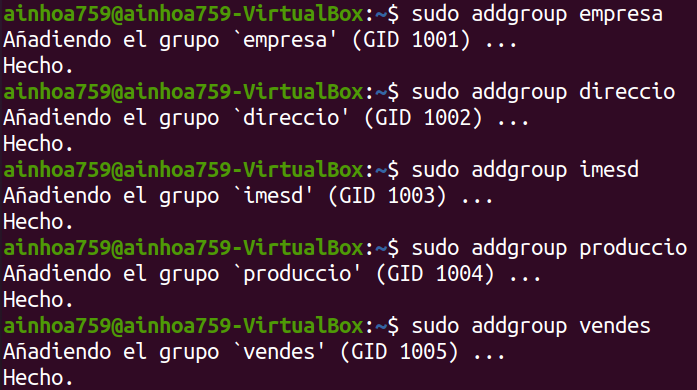 ainhoa759@ainhoa759-VirtualBox:~$ sudo addgroup empresa
Añadiendo el grupo `empresa' (GID 1001) ...
Hecho.
ainhoa759@ainhoa759-VirtualBox:~$ sudo addgroup direccio
Añadiendo el grupo `direccio' (GID 1002) ...
Hecho.
ainhoa759@ainhoa759-VirtualBox:~$ sudo addgroup imesd
Añadiendo el grupo `imesd' (GID 1003) ...
Hecho.
ainhoa759@ainhoa759-VirtualBox:~$ sudo addgroup produccio
Añadiendo el grupo `produccio' (GID 1004) ...
Hecho.
ainhoa759@ainhoa759-VirtualBox:~$ sudo addgroup vendes
Añadiendo el grupo `vendes' (GID 1005) ...
Hecho.